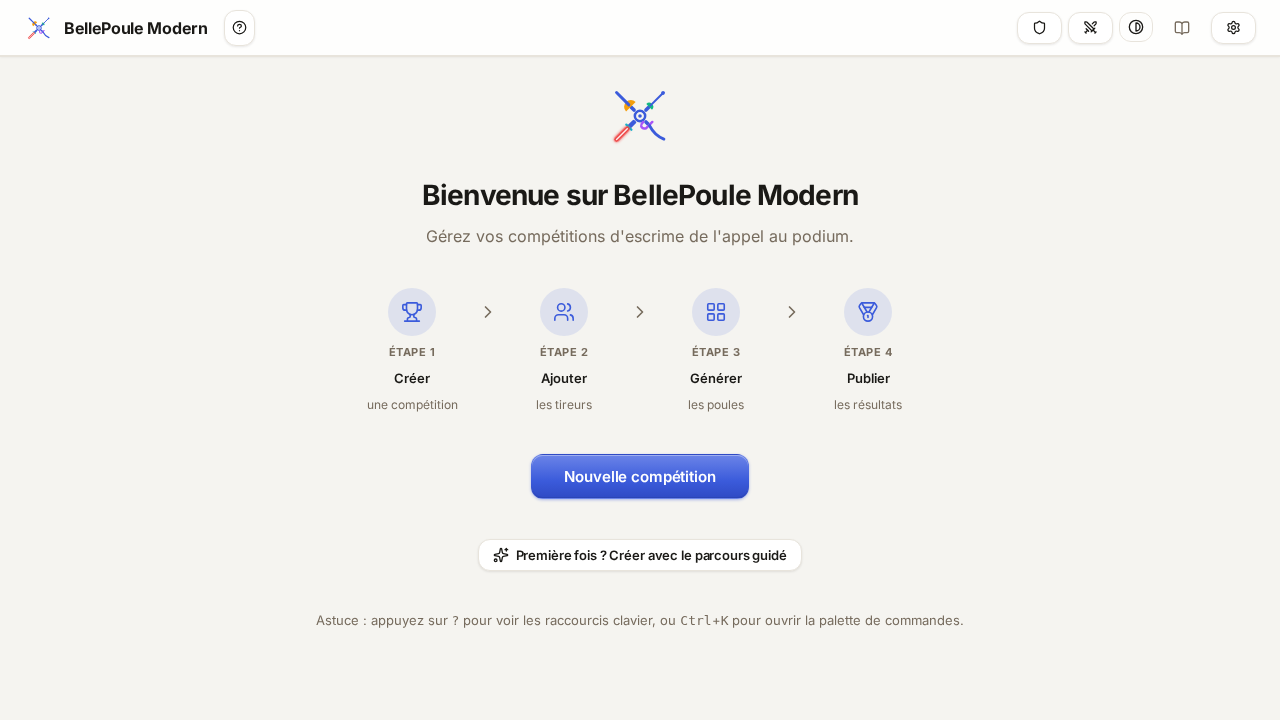 BellePoule Modern
Bienvenue sur BellePoule Modern
Gérez vos compétitions d'escrime de l'appel au podium.
ÉTAPE 1
Créer
une compétition
ÉTAPE 2
Ajouter
les tireurs
ÉTAPE 3
Générer
les poules
ÉTAPE 4
Publier
les résultats
Nouvelle compétition
Première fois ? Créer avec le parcours guidé
Astuce : appuyez sur ? pour voir les raccourcis clavier, ou Ctrl+K pour ouvrir la palette de commandes.